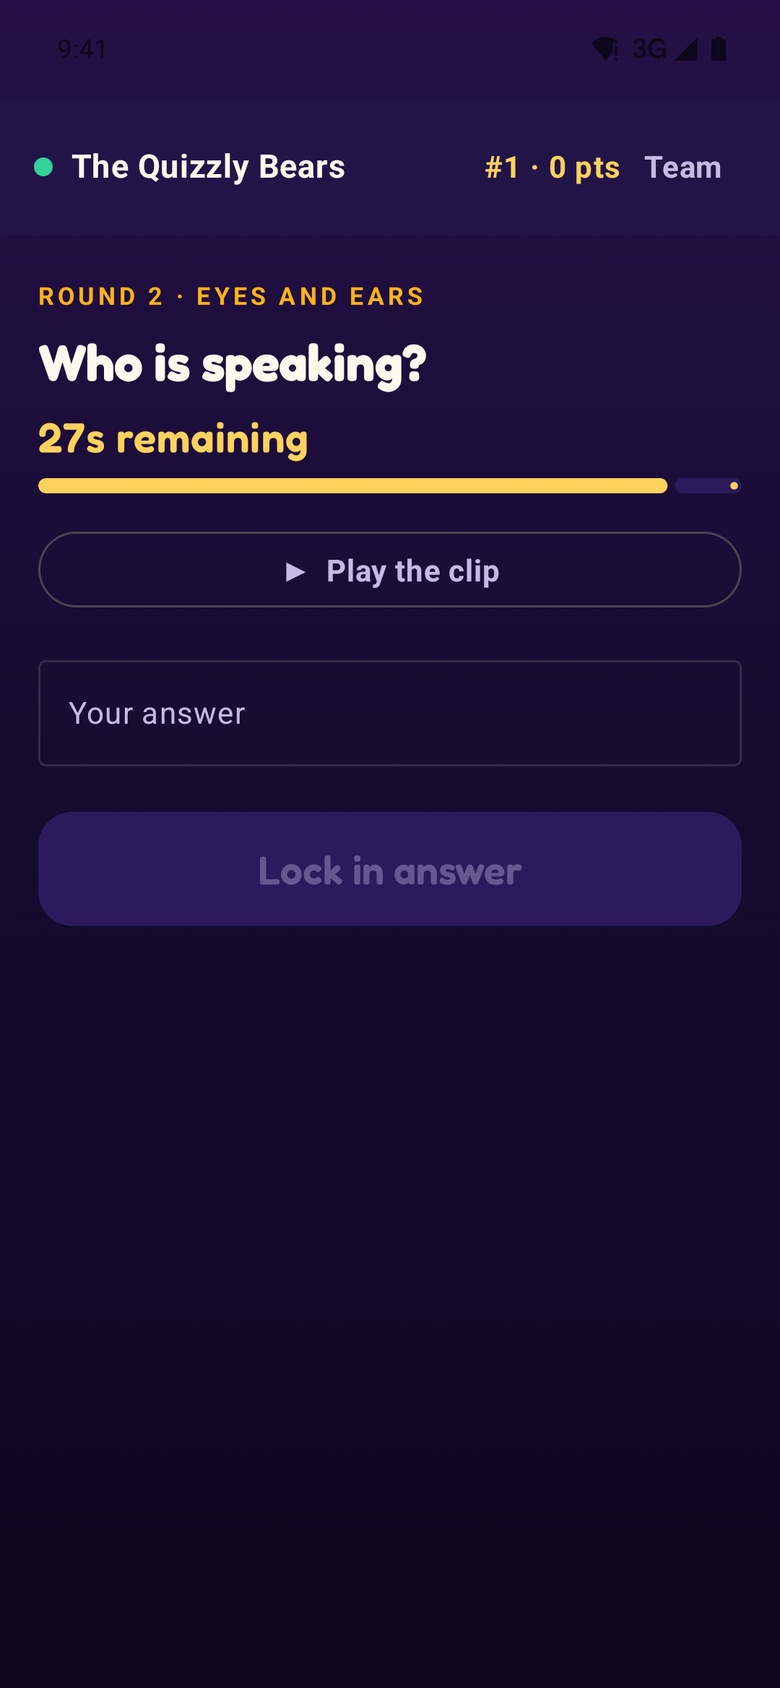 9:41 3G
The Quizzly Bears #1 · 0 pts Team
ROUND 2 · EYES AND EARS
Who is speaking?
27s remaining
▶ Play the clip
Your answer
Lock in answer